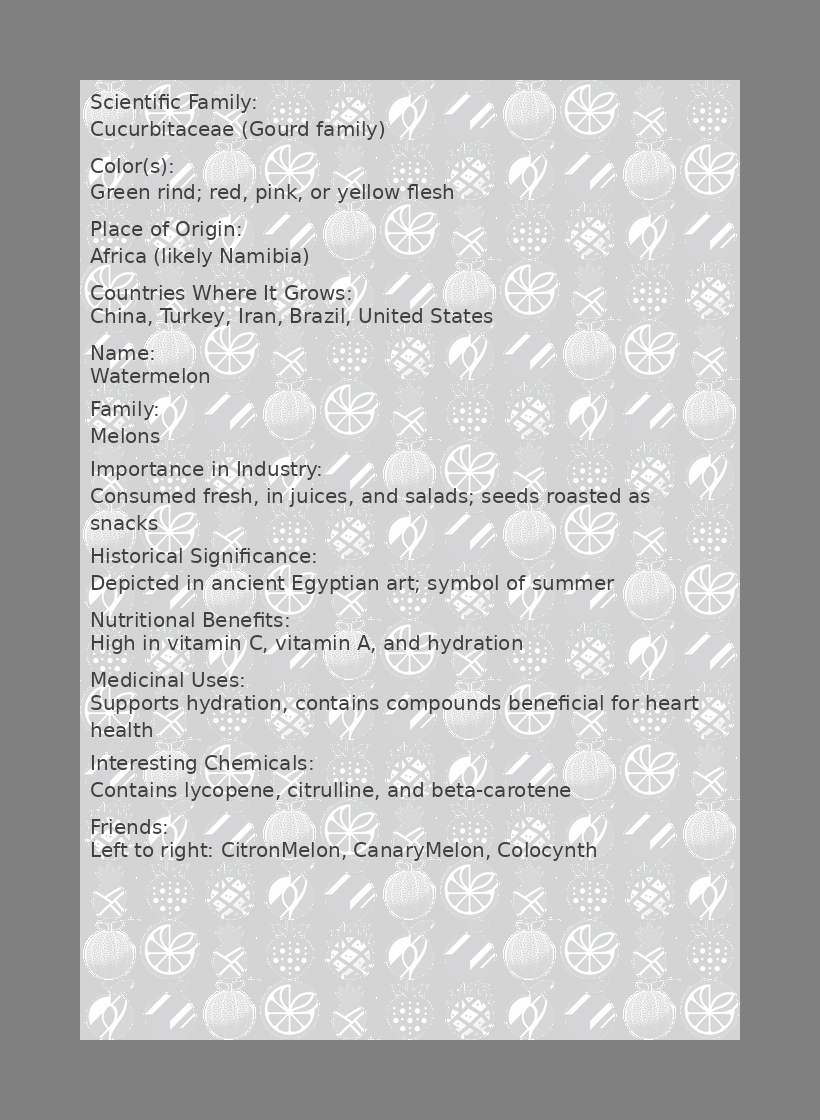 Scientific Family:
Cucurbitaceae (Gourd family)
Color(s):
Green rind; red, pink, or yellow flesh
Place of Origin:
Africa (likely Namibia)
Countries Where It Grows:
China, Turkey, Iran, Brazil, United States
Name:
Watermelon
Family:
Melons
Importance in Industry:
Consumed fresh, in juices, and salads; seeds roasted as
snacks
Historical Significance:
Depicted in ancient Egyptian art; symbol of summer
Nutritional Benefits:
High in vitamin C, vitamin A, and hydration
Medicinal Uses:
Supports hydration, contains compounds beneficial for heart
health
Interesting Chemicals:
Contains lycopene, citrulline, and beta-carotene
Friends:
Left to right: CitronMelon, CanaryMelon, Colocynth